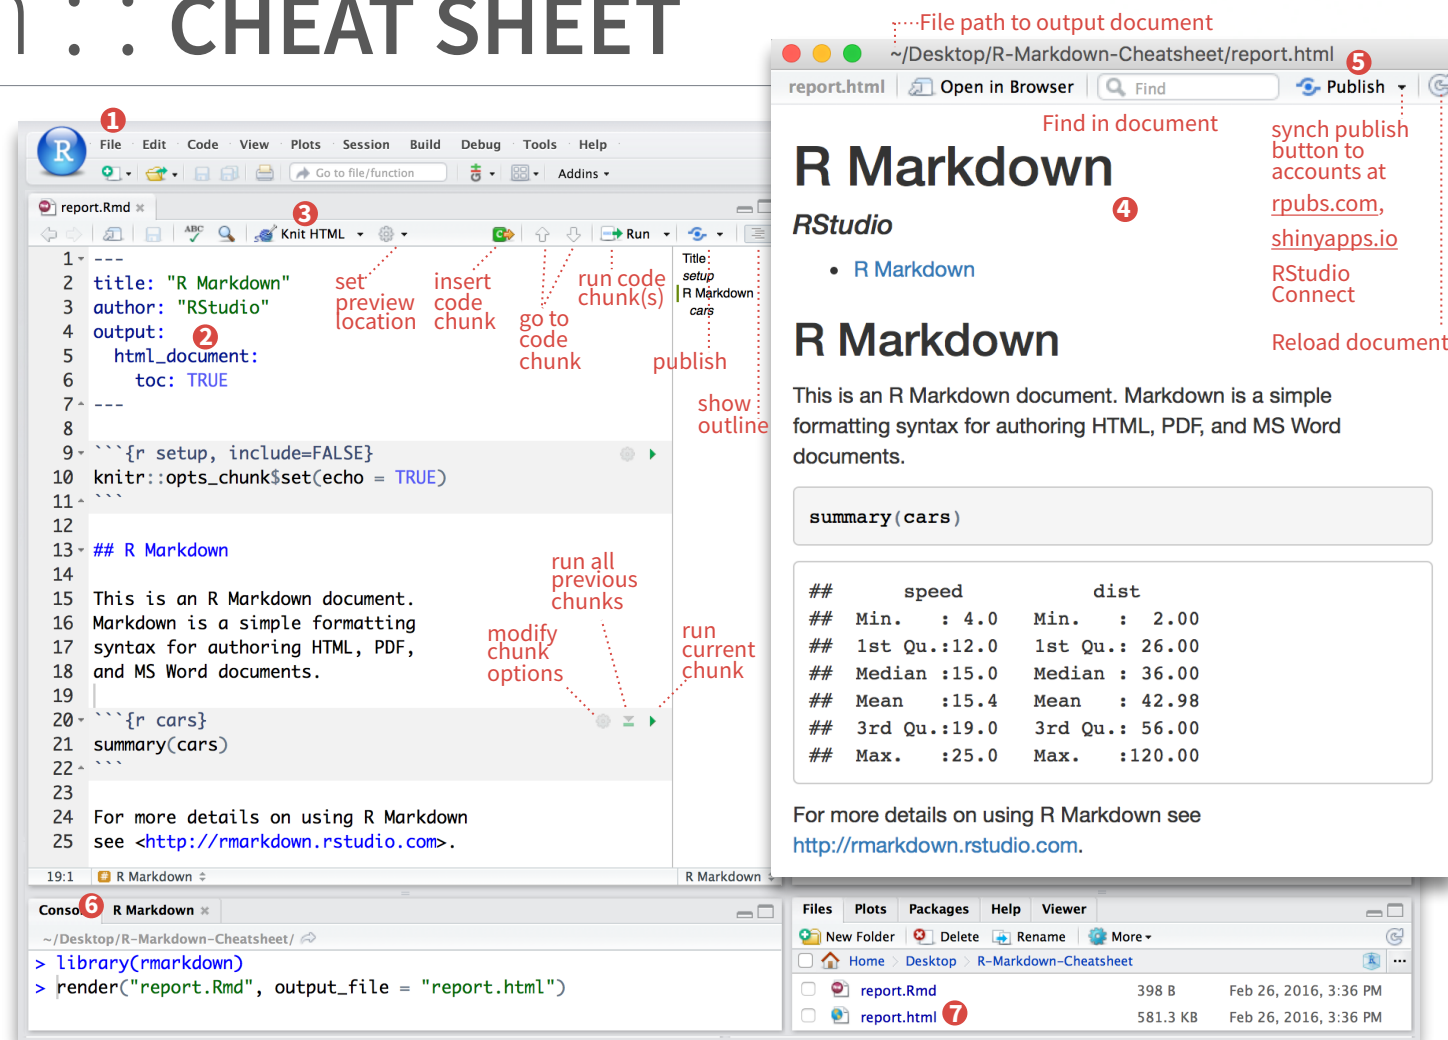 : : CHEAT SHEET
File path to output document
~/Desktop/R-Markdown-Cheatsheet/report.html
5
report.html Open in Browser Find Publish
Find in document
synch publish
button to
accounts at
rpubs.com,
shinyapps.io
RStudio
Connect
Reload document
R Markdown
4
RStudio
• R Markdown
R Markdown
This is an R Markdown document. Markdown is a simple
formatting syntax for authoring HTML, PDF, and MS Word
documents.
summary(cars)
##      speed           dist
##  Min.   : 4.0   Min.   :  2.00
##  1st Qu.:12.0   1st Qu.: 26.00
##  Median :15.0   Median : 36.00
##  Mean   :15.4   Mean   : 42.98
##  3rd Qu.:19.0   3rd Qu.: 56.00
##  Max.   :25.0   Max.   :120.00
For more details on using R Markdown see
http://rmarkdown.rstudio.com.
1
R File Edit Code View Plots Session Build Debug Tools Help
Go to file/function Addins
report.Rmd
3
ABC Knit HTML Run
set
preview
location
insert
code
chunk
go to
code
chunk
run code
chunk(s)
publish
show
outline
Title
setup
R Markdown
cars
1 ---
2 title: "R Markdown"
3 author: "RStudio"
4 output:
2
5   html_document:
6     toc: TRUE
7 ---
8
9 ```{r setup, include=FALSE}
10 knitr::opts_chunk$set(echo = TRUE)
11 ```
12
13 ## R Markdown
14
15 This is an R Markdown document.
16 Markdown is a simple formatting
17 syntax for authoring HTML, PDF,
18 and MS Word documents.
19
20 ```{r cars}
21 summary(cars)
22 ```
23
24 For more details on using R Markdown
25 see <http://rmarkdown.rstudio.com>.
run all
previous
chunks
modify
chunk
options
run
current
chunk
19:1 # R Markdown R Markdown
6
R Markdown
~/Desktop/R-Markdown-Cheatsheet/
> library(rmarkdown)
> render("report.Rmd", output_file = "report.html")
Files Plots Packages Help Viewer
New Folder Delete Rename More
Home Desktop R-Markdown-Cheatsheet
report.Rmd 398 B Feb 26, 2016, 3:36 PM
report.html 7 581.3 KB Feb 26, 2016, 3:36 PM